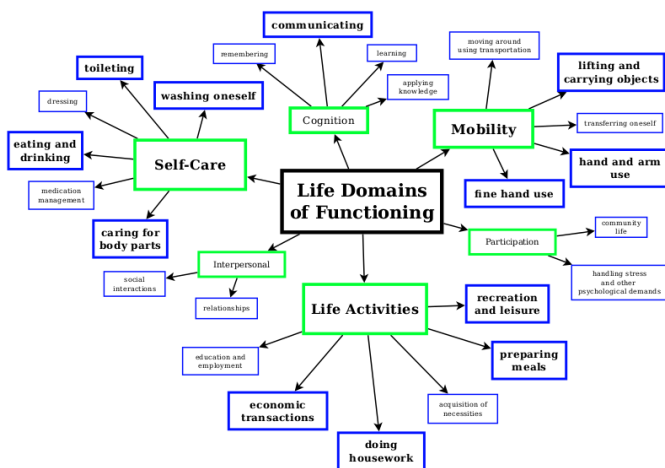 communicating
remembering
learning
moving around
using transportation
toileting
lifting and
carrying objects
washing oneself
applying
knowledge
dressing
Cognition
Mobility
transferring oneself
eating and
drinking
Self-Care
hand and arm
use
medication
management
Life Domains
of Functioning
fine hand use
caring for
body parts
community
life
Participation
Interpersonal
social
interactions
handling stress
and other
psychological demands
relationships
Life Activities
recreation
and leisure
education and
employment
preparing
meals
economic
transactions
acquisition of
necessities
doing
housework